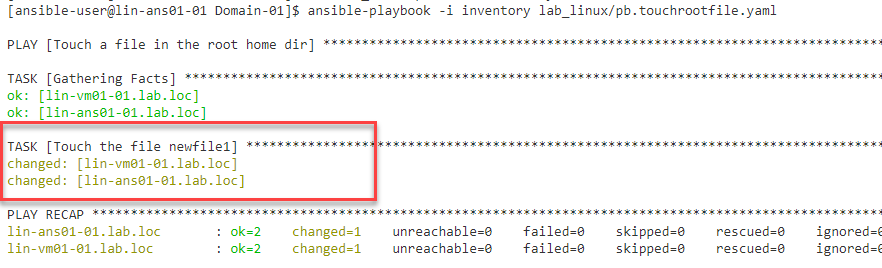 [ansible-user@lin-ans01-01 Domain-01]$ ansible-playbook -i inventory lab_linux/pb.touchrootfile.yaml
PLAY [Touch a file in the root home dir] **************************************************************************
TASK [Gathering Facts] ********************************************************************************************
ok: [lin-vm01-01.lab.loc]
ok: [lin-ans01-01.lab.loc]
TASK [Touch the file newfile1] ************************************************************************************
changed: [lin-vm01-01.lab.loc]
changed: [lin-ans01-01.lab.loc]
PLAY RECAP ********************************************************************************************************
lin-ans01-01.lab.loc       : ok=2    changed=1    unreachable=0    failed=0    skipped=0    rescued=0    ignored=0
lin-vm01-01.lab.loc        : ok=2    changed=1    unreachable=0    failed=0    skipped=0    rescued=0    ignored=0